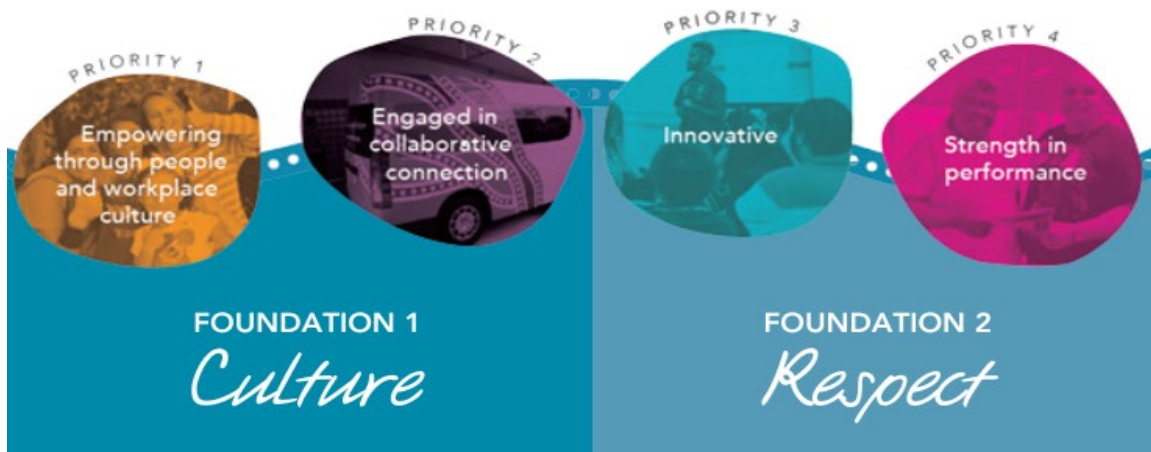 PRIORITY 1
Empowering
through people
and workplace
culture
PRIORITY 2
Engaged in
collaborative
connection
PRIORITY 3
Innovative
PRIORITY 4
Strength in
performance
FOUNDATION 1
Culture
FOUNDATION 2
Respect